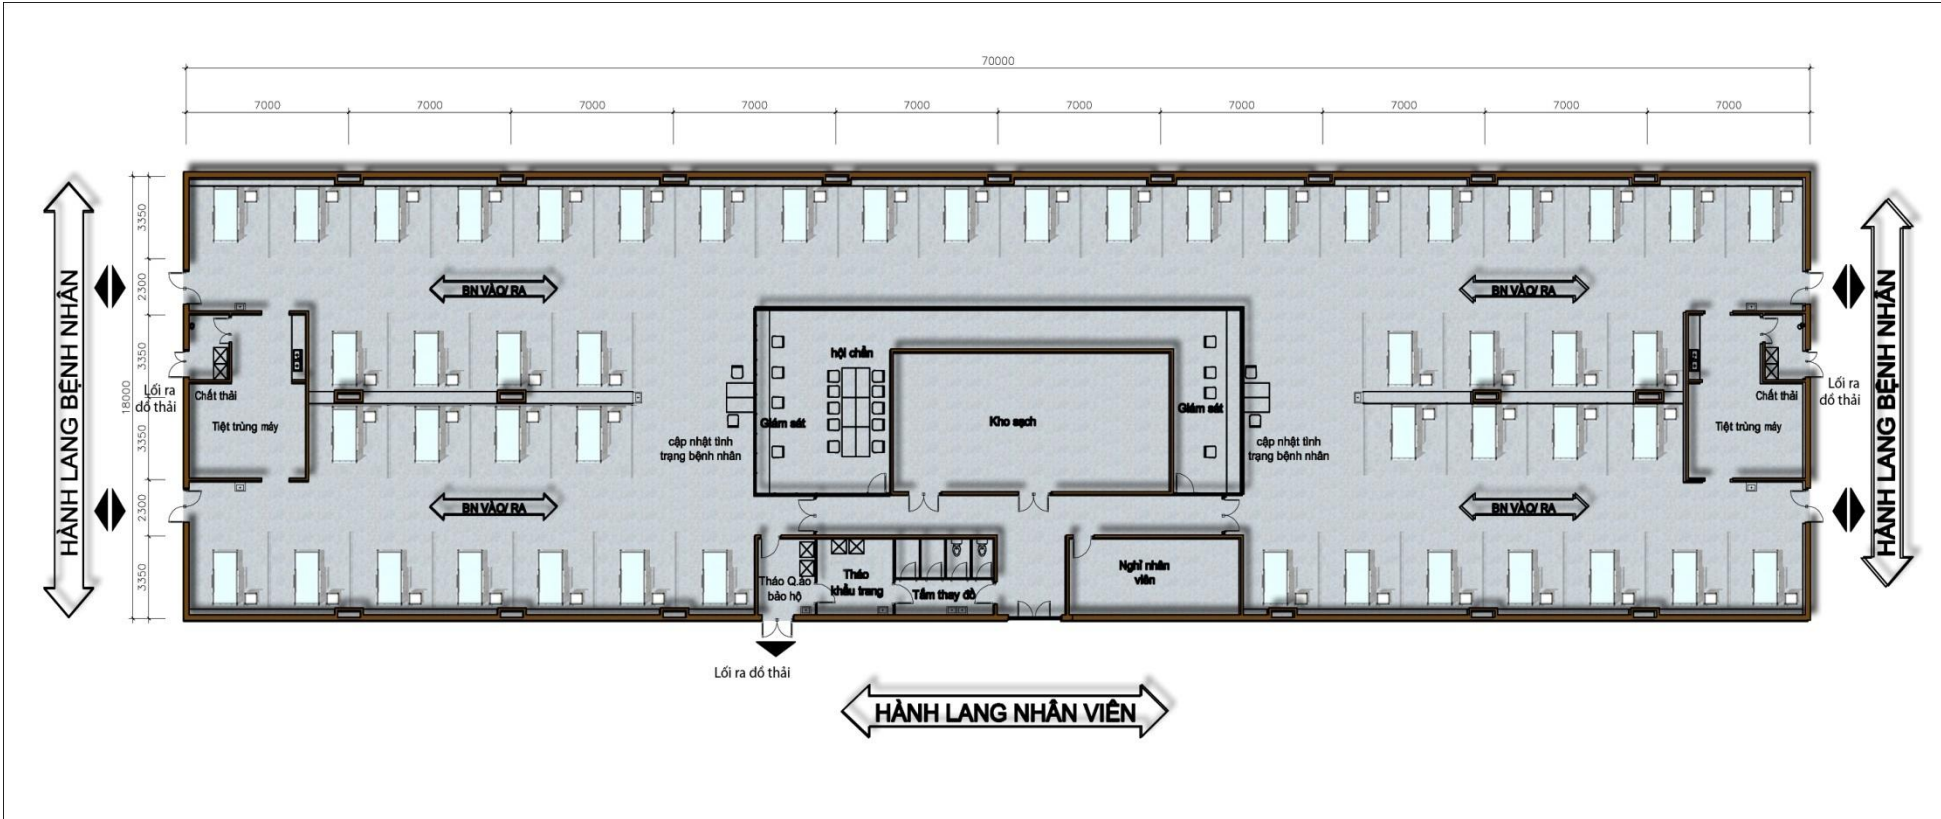 70000
7000 7000 7000 7000 7000 7000 7000 7000 7000 7000
HÀNH LANG BỆNH NHÂN
18000
3350
2300
3350
3350
2300
3350
BN VÀO/ RA
BN VÀO/ RA
HÀNH LANG BỆNH NHÂN
Lối ra
đồ thải
Chất thải
Tiệt trùng máy
cập nhật tình
trạng bệnh nhân
Giám sát
hội chẩn
Kho sạch
Giám sát
cập nhật tình
trạng bệnh nhân
Chất thải
Tiệt trùng máy
Lối ra
đồ thải
BN VÀO/ RA
BN VÀO/ RA
Tháo Q.áo
bảo hộ
Tháo
khẩu trang
Tắm thay đồ
Nghỉ nhân
viên
Lối ra đồ thải
HÀNH LANG NHÂN VIÊN